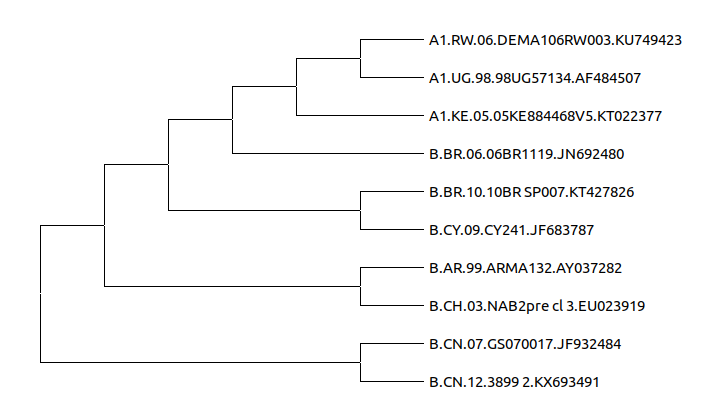 A1.RW.06.DEMA106RW003.KU749423
A1.UG.98.98UG57134.AF484507
A1.KE.05.05KE884468V5.KT022377
B.BR.06.06BR1119.JN692480
B.BR.10.10BR SP007.KT427826
B.CY.09.CY241.JF683787
B.AR.99.ARMA132.AY037282
B.CH.03.NAB2pre cl 3.EU023919
B.CN.07.GS070017.JF932484
B.CN.12.3899 2.KX693491